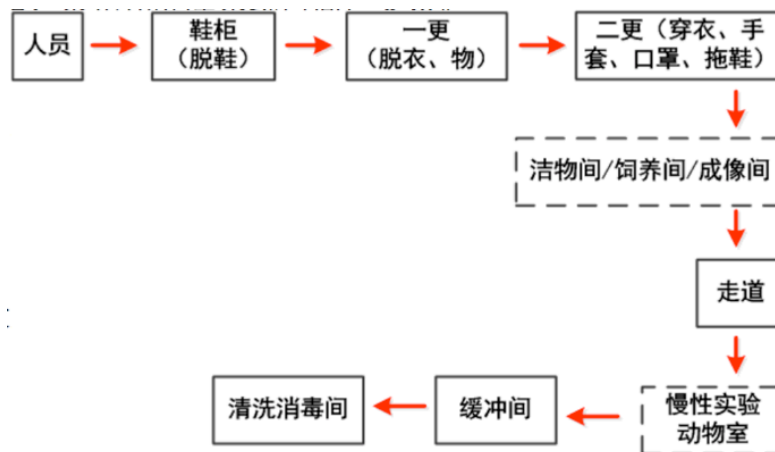 人员
鞋柜
（脱鞋）
一更
（脱衣、物）
二更（穿衣、手
套、口罩、拖鞋）
洁物间/饲养间/成像间
走道
慢性实验
动物室
缓冲间
清洗消毒间